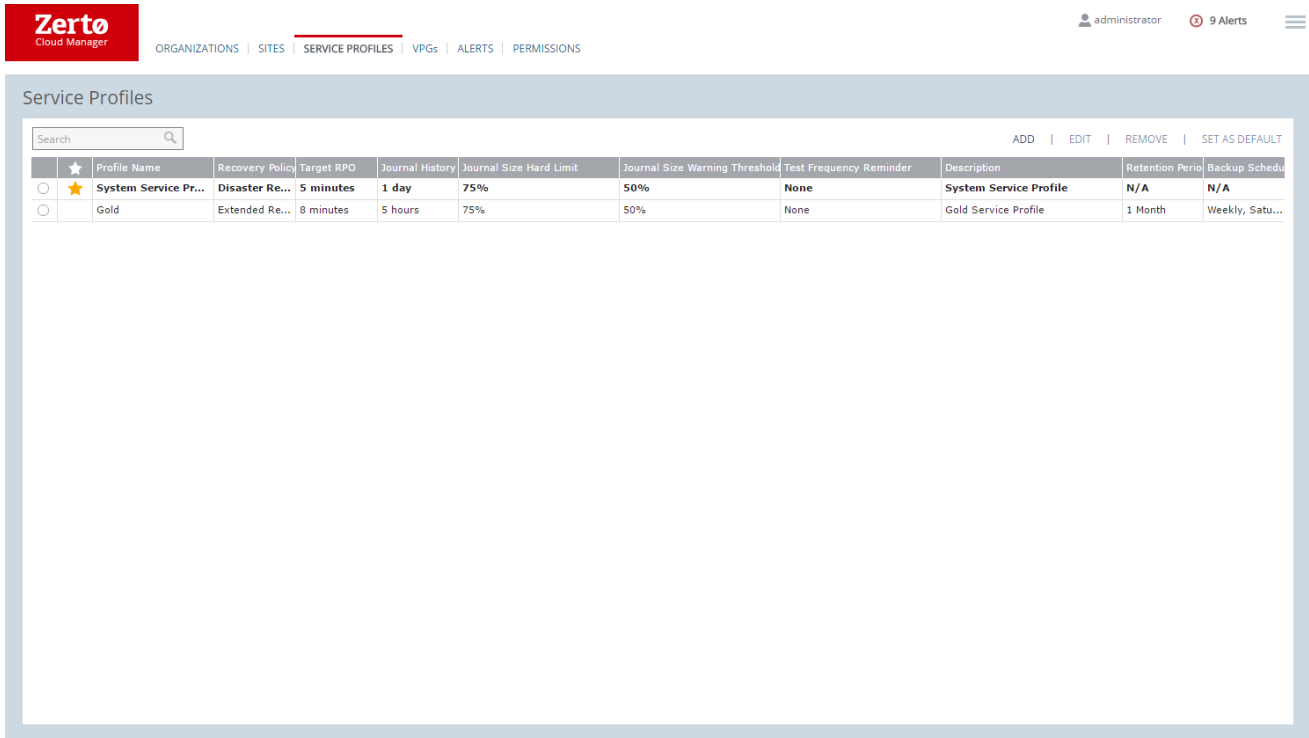 Zertø
Cloud Manager
administrator
9 Alerts
ORGANIZATIONS | SITES | SERVICE PROFILES | VPGs | ALERTS | PERMISSIONS
Service Profiles
Search
ADD | EDIT | REMOVE | SET AS DEFAULT
Profile Name Recovery Policy Target RPO Journal History Journal Size Hard Limit Journal Size Warning Threshold Test Frequency Reminder Description Retention Perio Backup Schedu
System Service Pr... Disaster Re... 5 minutes 1 day 75% 50% None System Service Profile N/A N/A
Gold Extended Re... 8 minutes 5 hours 75% 50% None Gold Service Profile 1 Month Weekly, Satu...